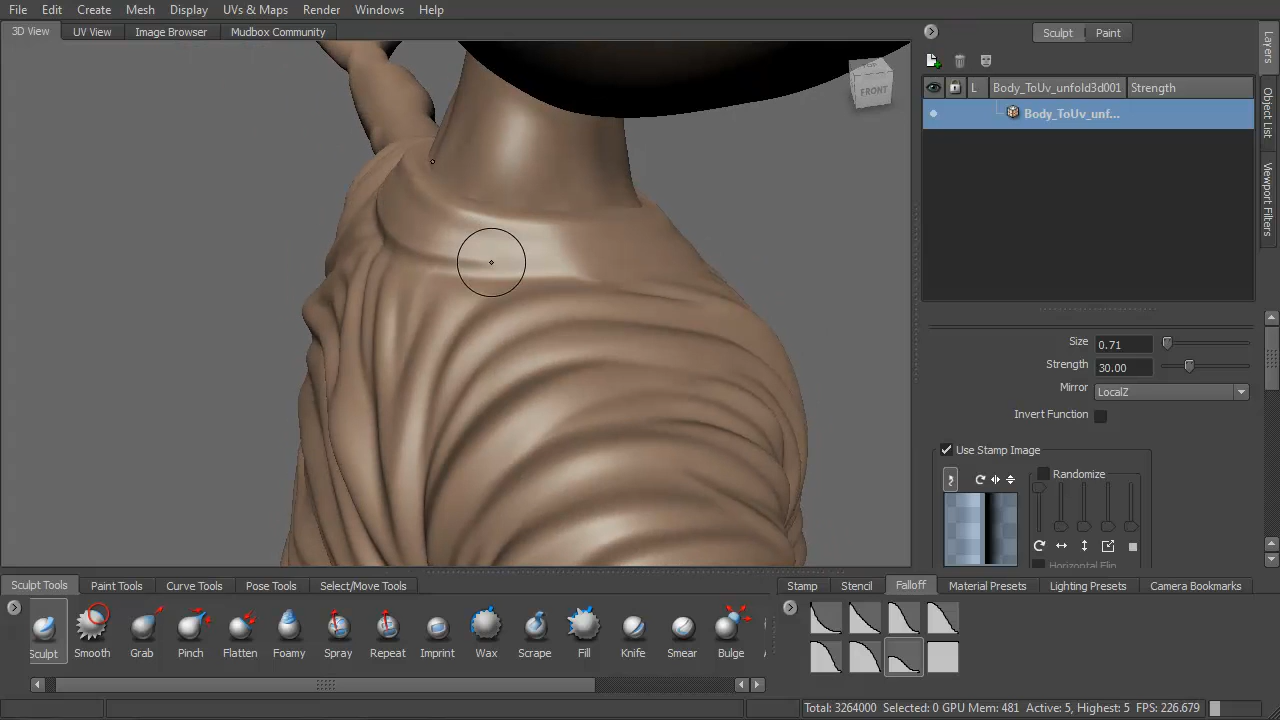 File Edit Create Mesh Display UVs & Maps Render Windows Help
3D View UV View Image Browser Mudbox Community
FRONT
Sculpt Paint
Layers
Object List
Viewport Filters
L Body_ToUv_unfold3d001 Strength
Body_ToUv_unf...
Size 0.71
Strength 30.00
Mirror LocalZ
Invert Function
Use Stamp Image
Randomize
Horizontal Flip
Sculpt Tools Paint Tools Curve Tools Pose Tools Select/Move Tools
Stamp Stencil Falloff Material Presets Lighting Presets Camera Bookmarks
Sculpt Smooth Grab Pinch Flatten Foamy Spray Repeat Imprint Wax Scrape Fill Knife Smear Bulge
Total: 3264000 Selected: 0 GPU Mem: 481 Active: 5, Highest: 5 FPS: 226.679